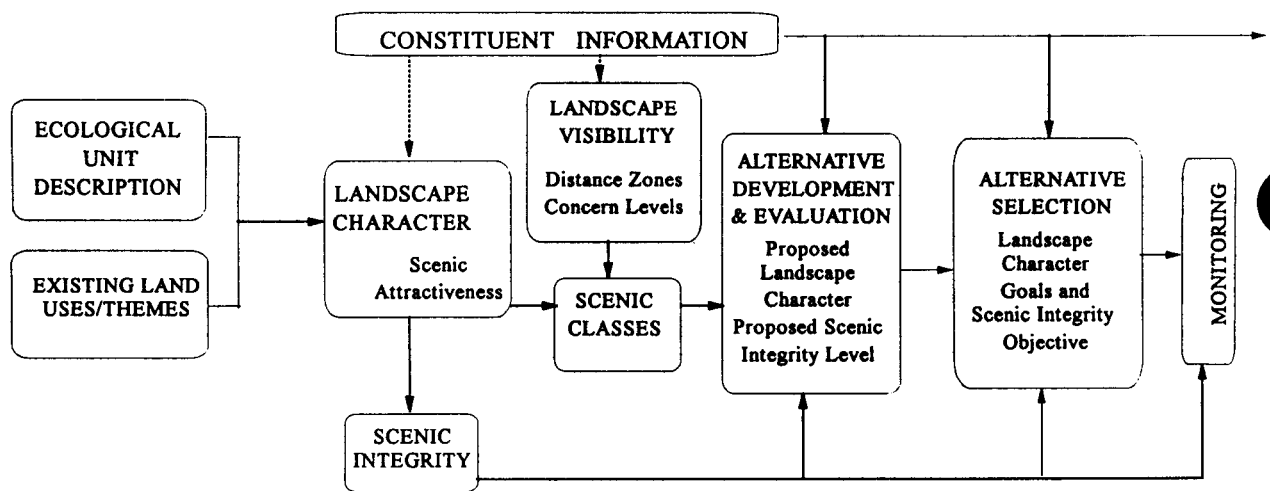 CONSTITUENT INFORMATION
ECOLOGICAL
UNIT
DESCRIPTION
EXISTING LAND
USES/THEMES
LANDSCAPE
CHARACTER
Scenic
Attractiveness
SCENIC
INTEGRITY
LANDSCAPE
VISIBILITY
Distance Zones
Concern Levels
SCENIC
CLASSES
ALTERNATIVE
DEVELOPMENT
& EVALUATION
Proposed
Landscape
Character
Proposed Scenic
Integrity Level
ALTERNATIVE
SELECTION
Landscape
Character
Goals and
Scenic Integrity
Objective
MONITORING